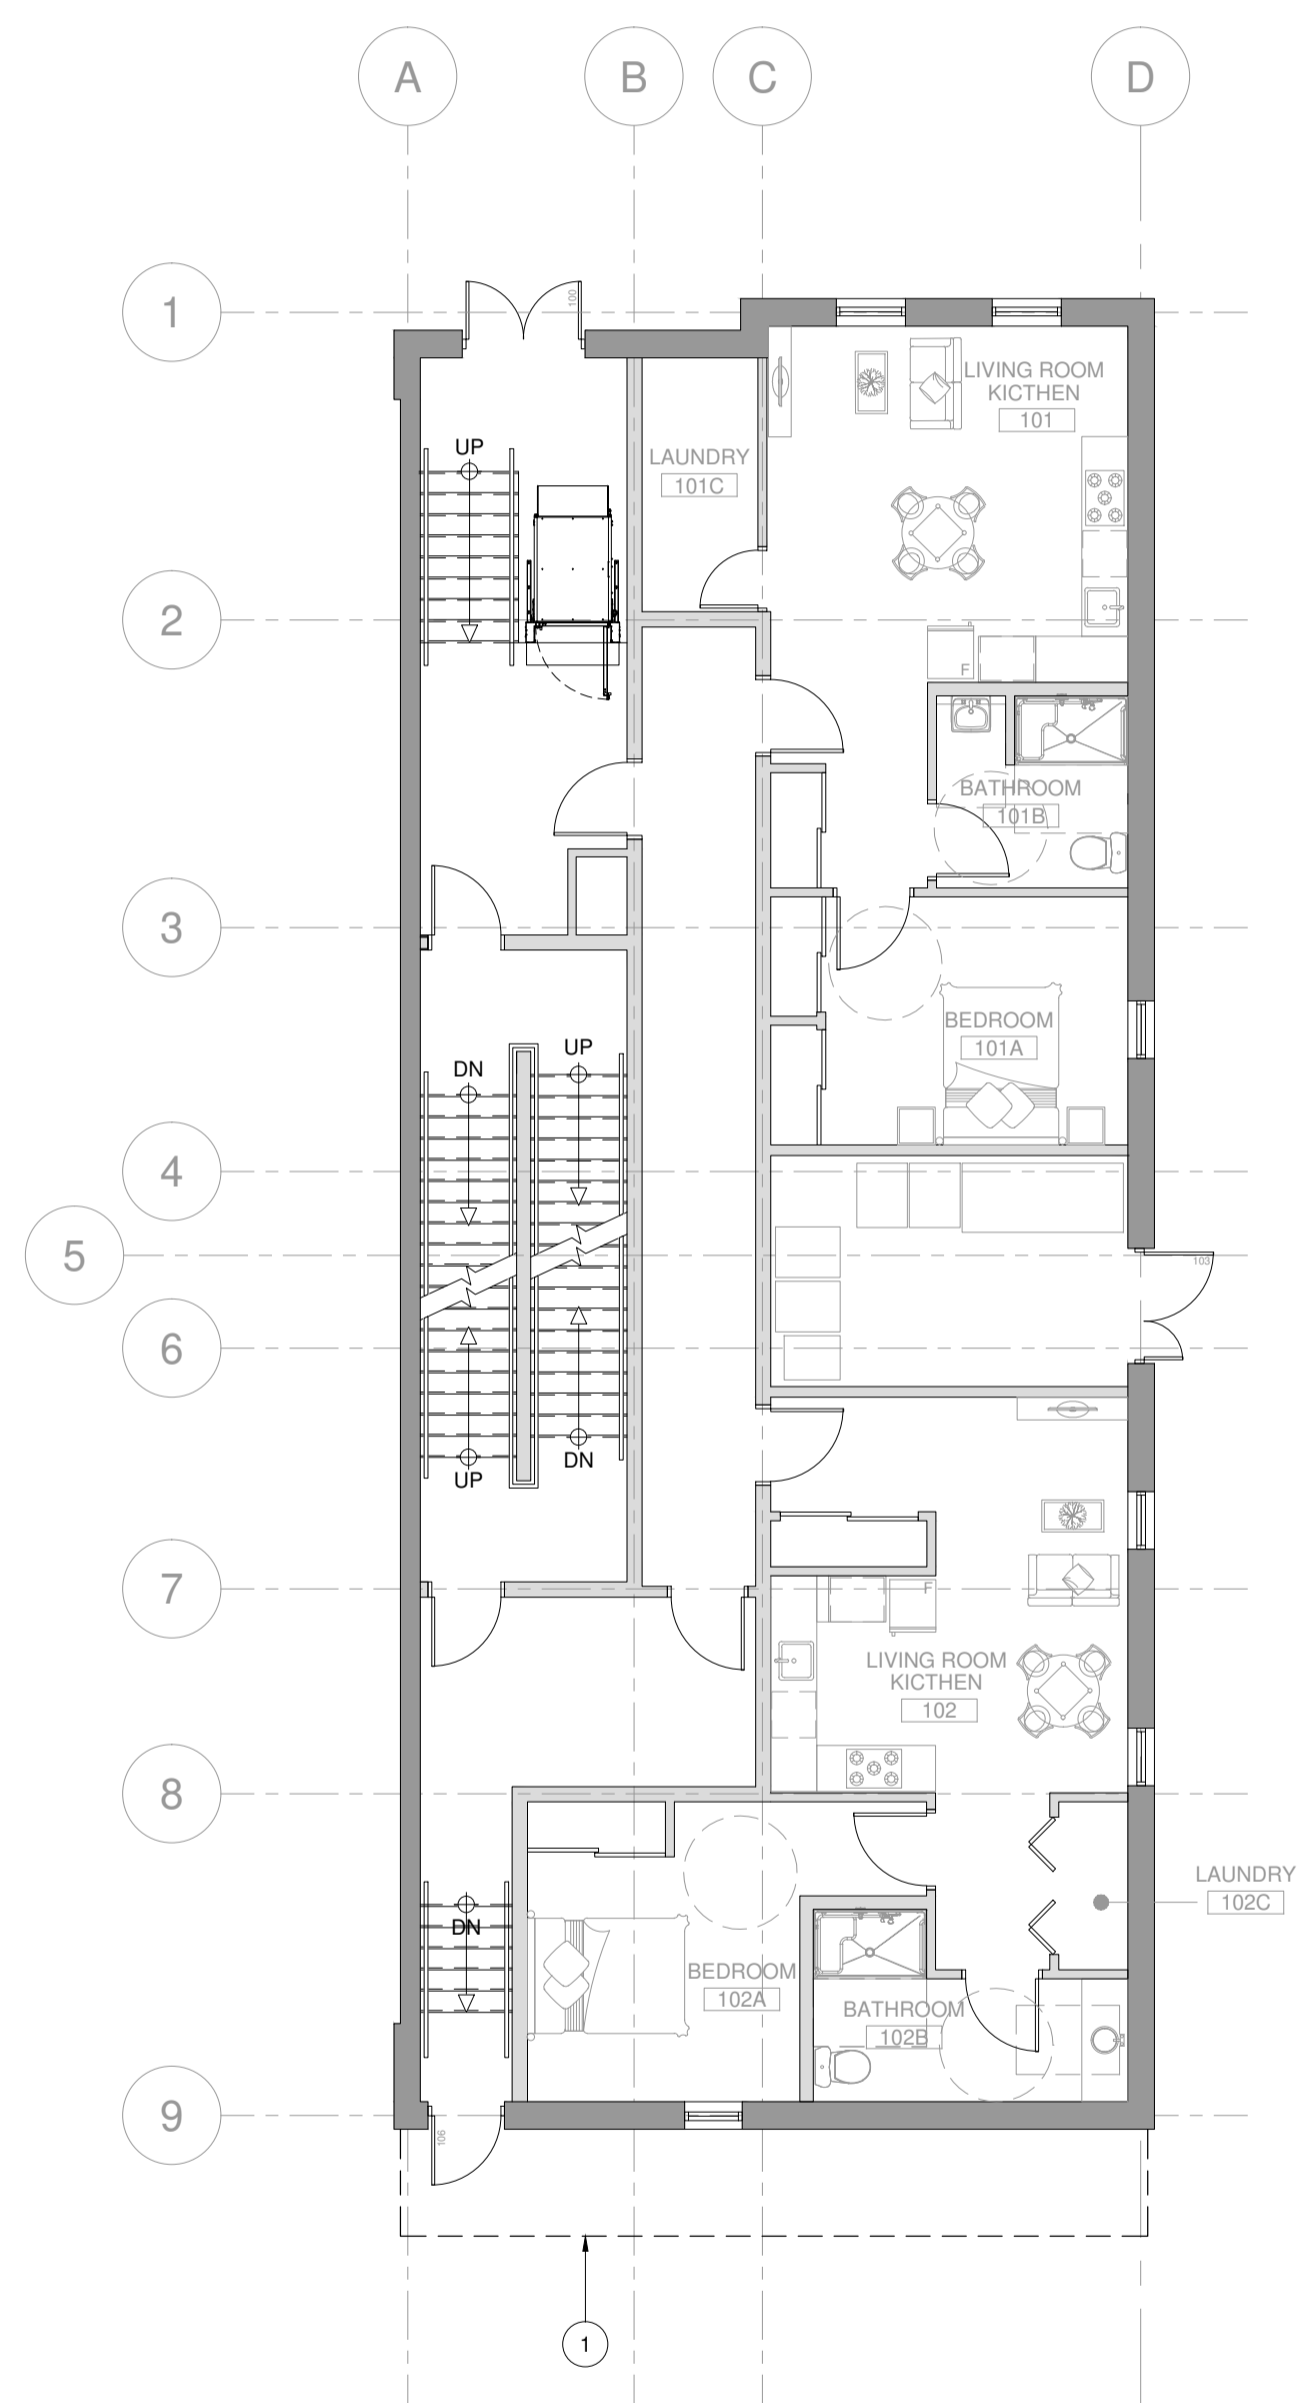 A
B
C
D
1
100
LIVING ROOM
KICTHEN
101
UP
LAUNDRY
101C
2
F
BATHROOM
101B
3
BEDROOM
101A
DN
UP
4
5
103
6
UP
DN
7
F
LIVING ROOM
KICTHEN
102
8
LAUNDRY
102C
DN
BEDROOM
102A
BATHROOM
102B
9
106
1